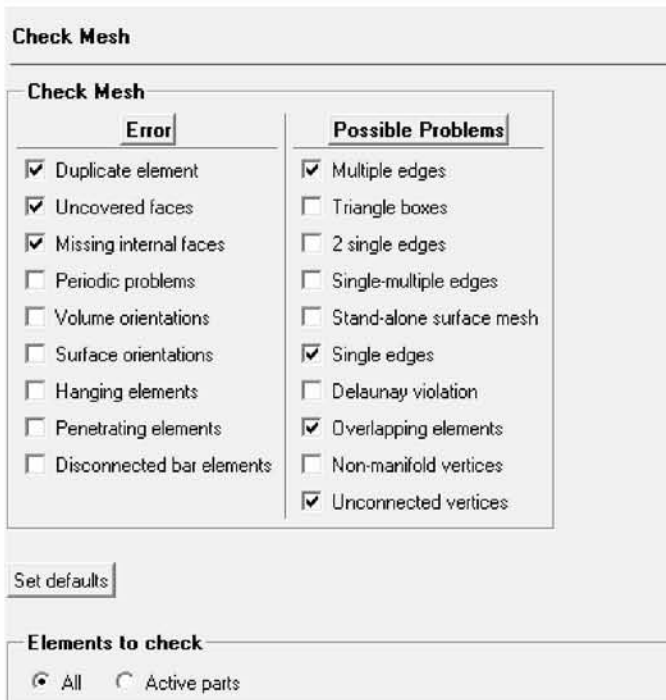 Check Mesh
Check Mesh
Error
Duplicate element
Uncovered faces
Missing internal faces
Periodic problems
Volume orientations
Surface orientations
Hanging elements
Penetrating elements
Disconnected bar elements
Possible Problems
Multiple edges
Triangle boxes
2 single edges
Single-multiple edges
Stand-alone surface mesh
Single edges
Delaunay violation
Overlapping elements
Non-manifold vertices
Unconnected vertices
Set defaults
Elements to check
All
Active parts